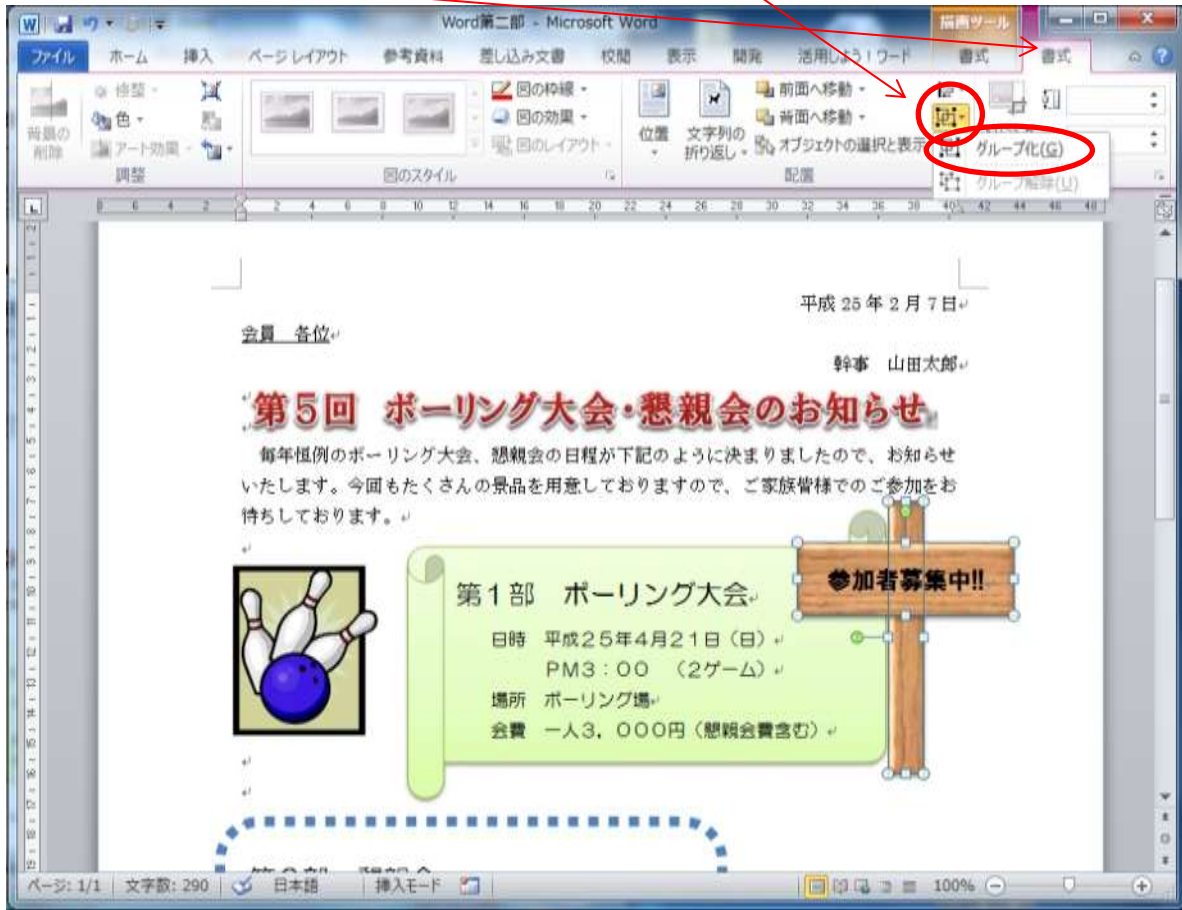 Word第二部 - Microsoft Word
描画ツール
ファイル ホーム 挿入 ページ レイアウト 参考資料 差し込み文書 校閲 表示 開発 活用しよう！ワード 書式 書式
修整
色
アート効果
背景の
削除
調整
図の枠線
図の効果
図のレイアウト
図のスタイル
位置
文字列の
折り返し
前面へ移動
背面へ移動
オブジェクトの選択と表示
配置
グループ化(G)
グループ解除(U)
平成 25 年 2 月 7 日
会員　各位
幹事　山田太郎
第５回　ボーリング大会・懇親会のお知らせ
毎年恒例のボーリング大会、懇親会の日程が下記のように決まりましたので、お知らせ
いたします。今回もたくさんの景品を用意しておりますので、ご家族皆様でのご参加をお
待ちしております。
参加者募集中!!
第１部　ボーリング大会
日時　平成２５年４月２１日（日）
ＰＭ３：００　（２ゲーム）
場所　ボーリング場
会費　一人３，０００円（懇親会費含む）
ページ: 1/1 文字数: 290 日本語 挿入モード 100%